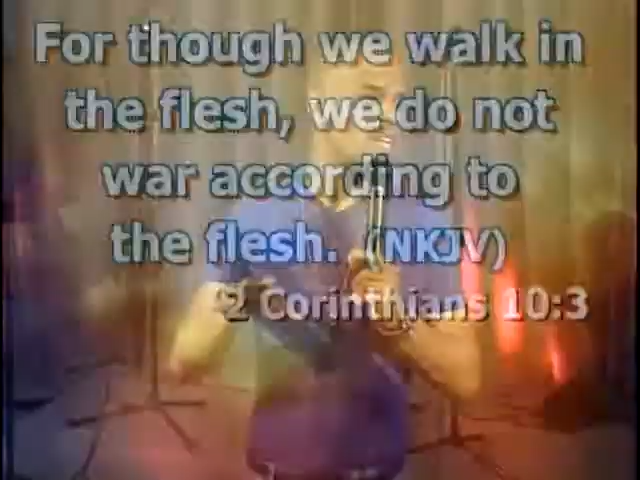 For though we walk in
the flesh, we do not
war according to
the flesh. (NKJV)
2 Corinthians 10:3